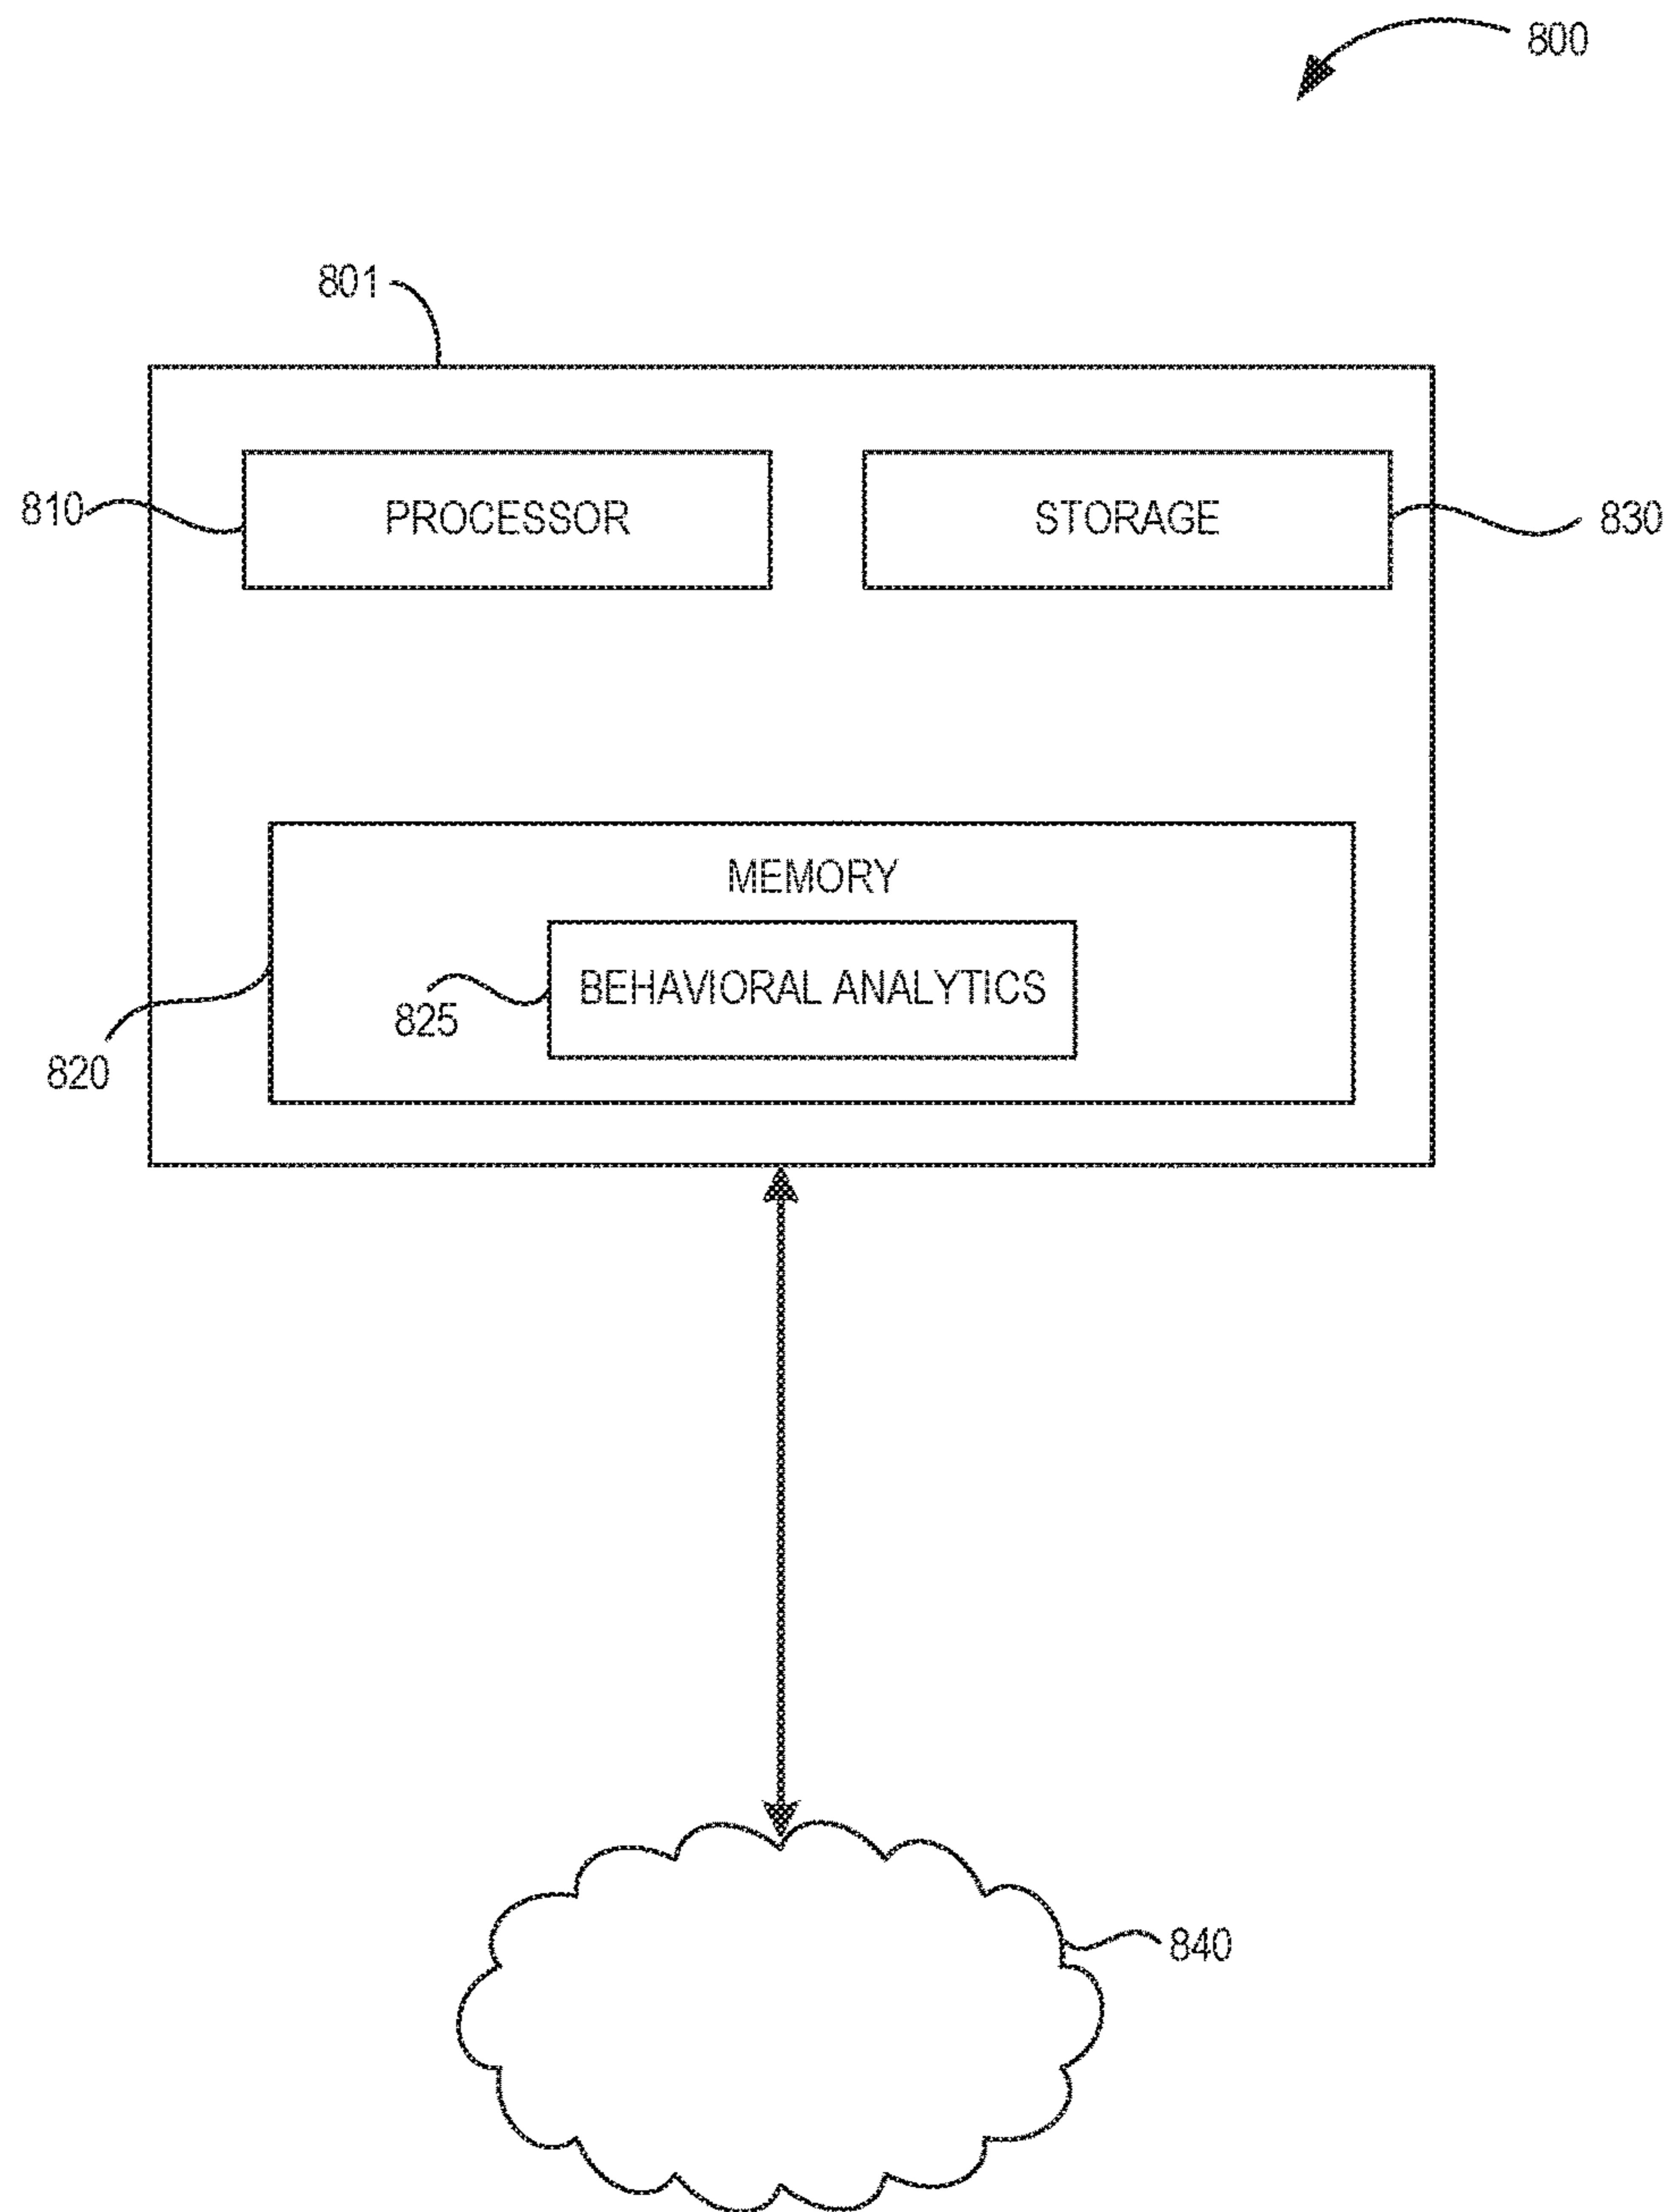 800
801
810
PROCESSOR
STORAGE
830
MEMORY
825
BEHAVIORAL ANALYTICS
820
840